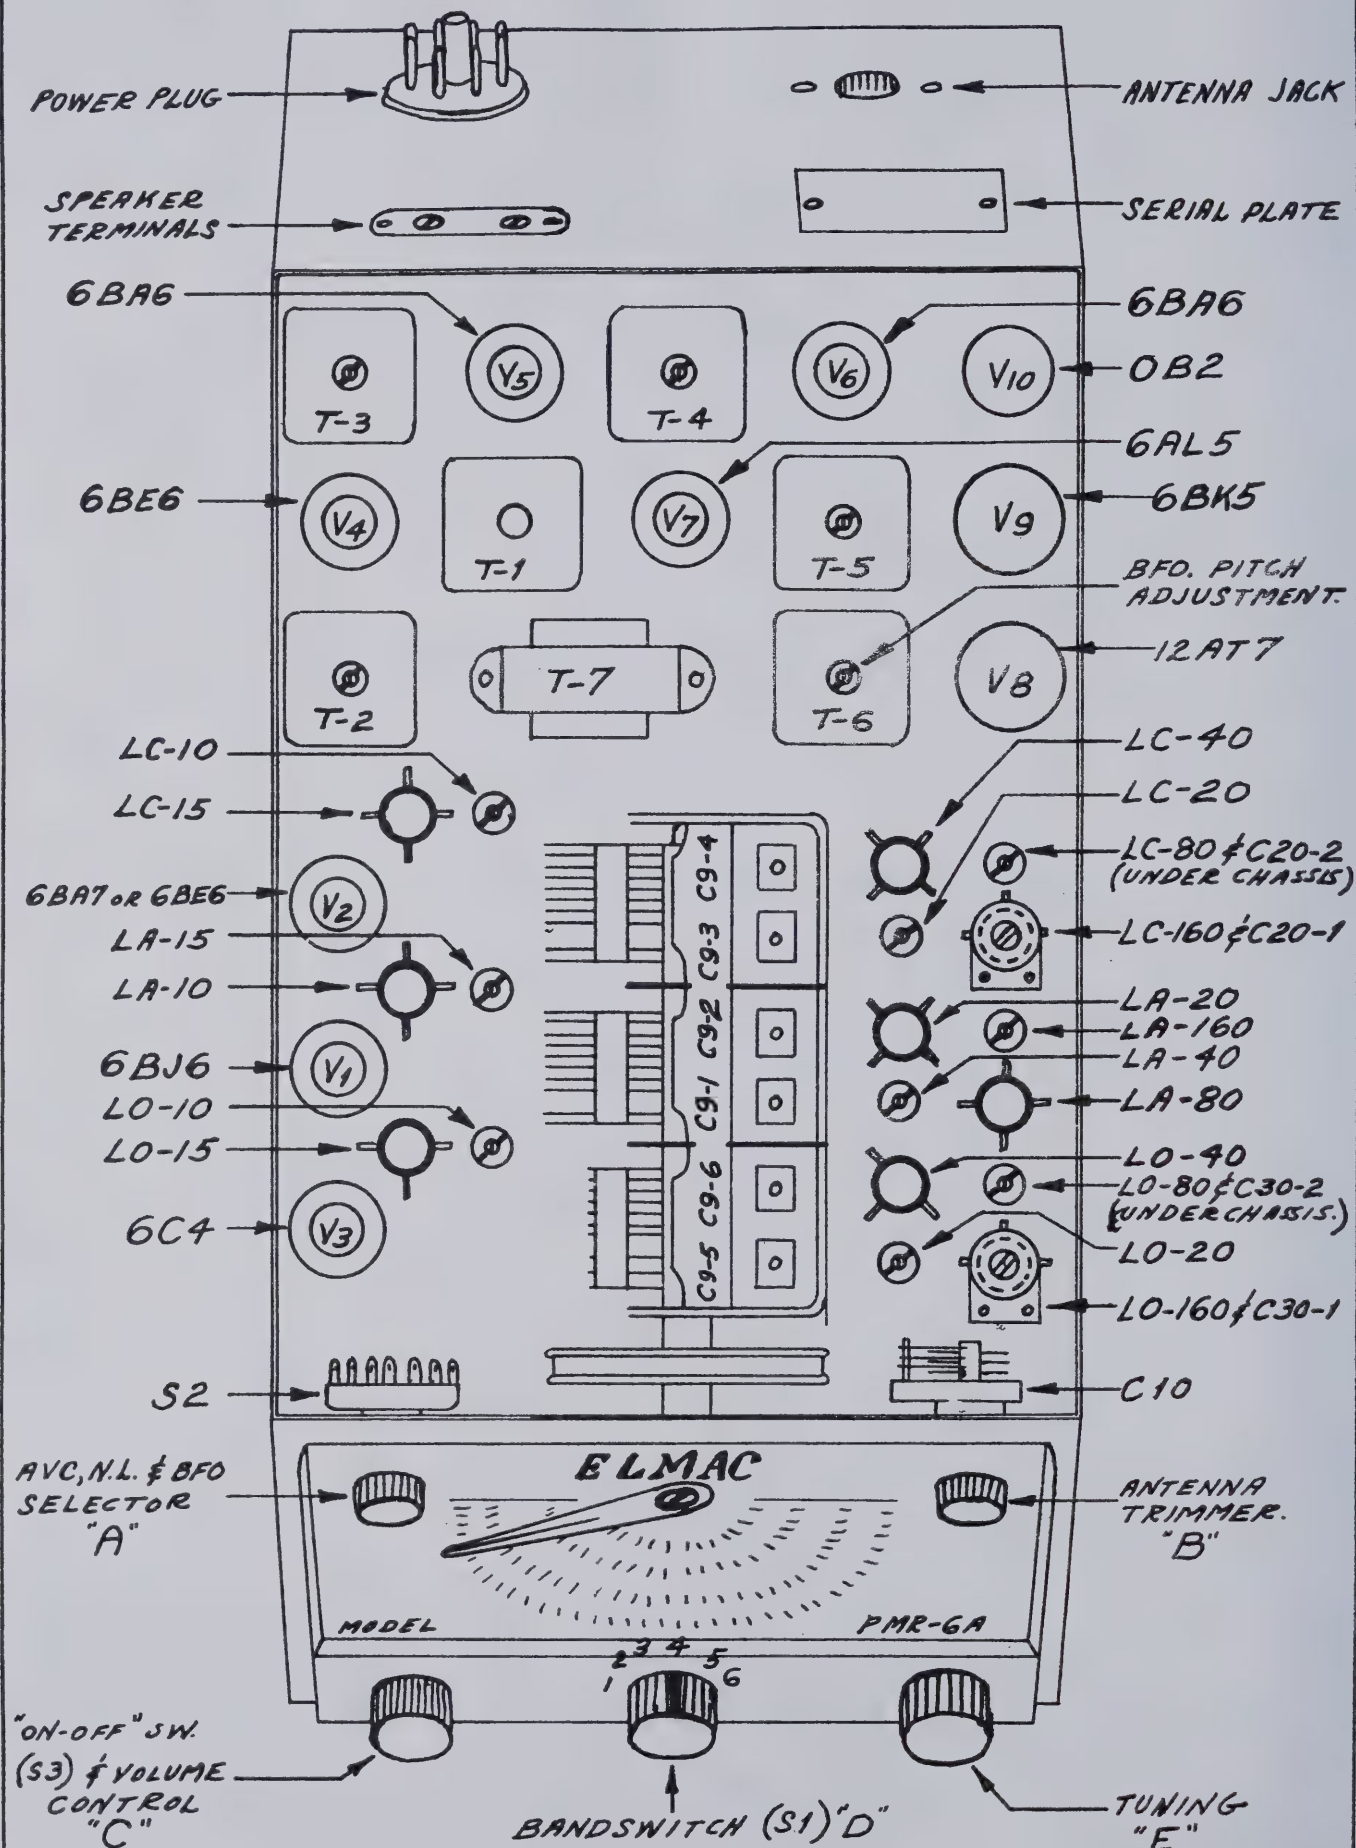 POWER PLUG
ANTENNA JACK
SPEAKER
TERMINALS
SERIAL PLATE
6BA6
6BA6
V5
V6
V10
OB2
T-3
T-4
6AL5
6BE6
V4
T-1
V7
T-5
V9
6BK5
BFO. PITCH
ADJUSTMENT.
T-2
T-7
T-6
V8
12AT7
LC-10
LC-40
LC-15
LC-20
C9-4
LC-80 & C20-2
(UNDER CHASSIS)
6BA7 OR 6BE6
V2
C9-3
LC-160 & C20-1
LA-15
LA-10
C9-2
LA-20
LA-160
LA-40
6BJ6
V1
C9-1
LA-80
LO-10
LO-15
LO-40
C9-6
LO-80 & C30-2
(UNDER CHASSIS.)
6C4
V3
C9-5
LO-20
LO-160 & C30-1
S2
C10
AVC, N.L. & BFO
SELECTOR
"A"
ELMAC
ANTENNA
TRIMMER.
"B"
MODEL
PMR-6A
1 2 3 4 5 6
"ON-OFF" SW.
(S3) & VOLUME
CONTROL
"C"
BANDSWITCH (S1) "D"
TUNING
"E"